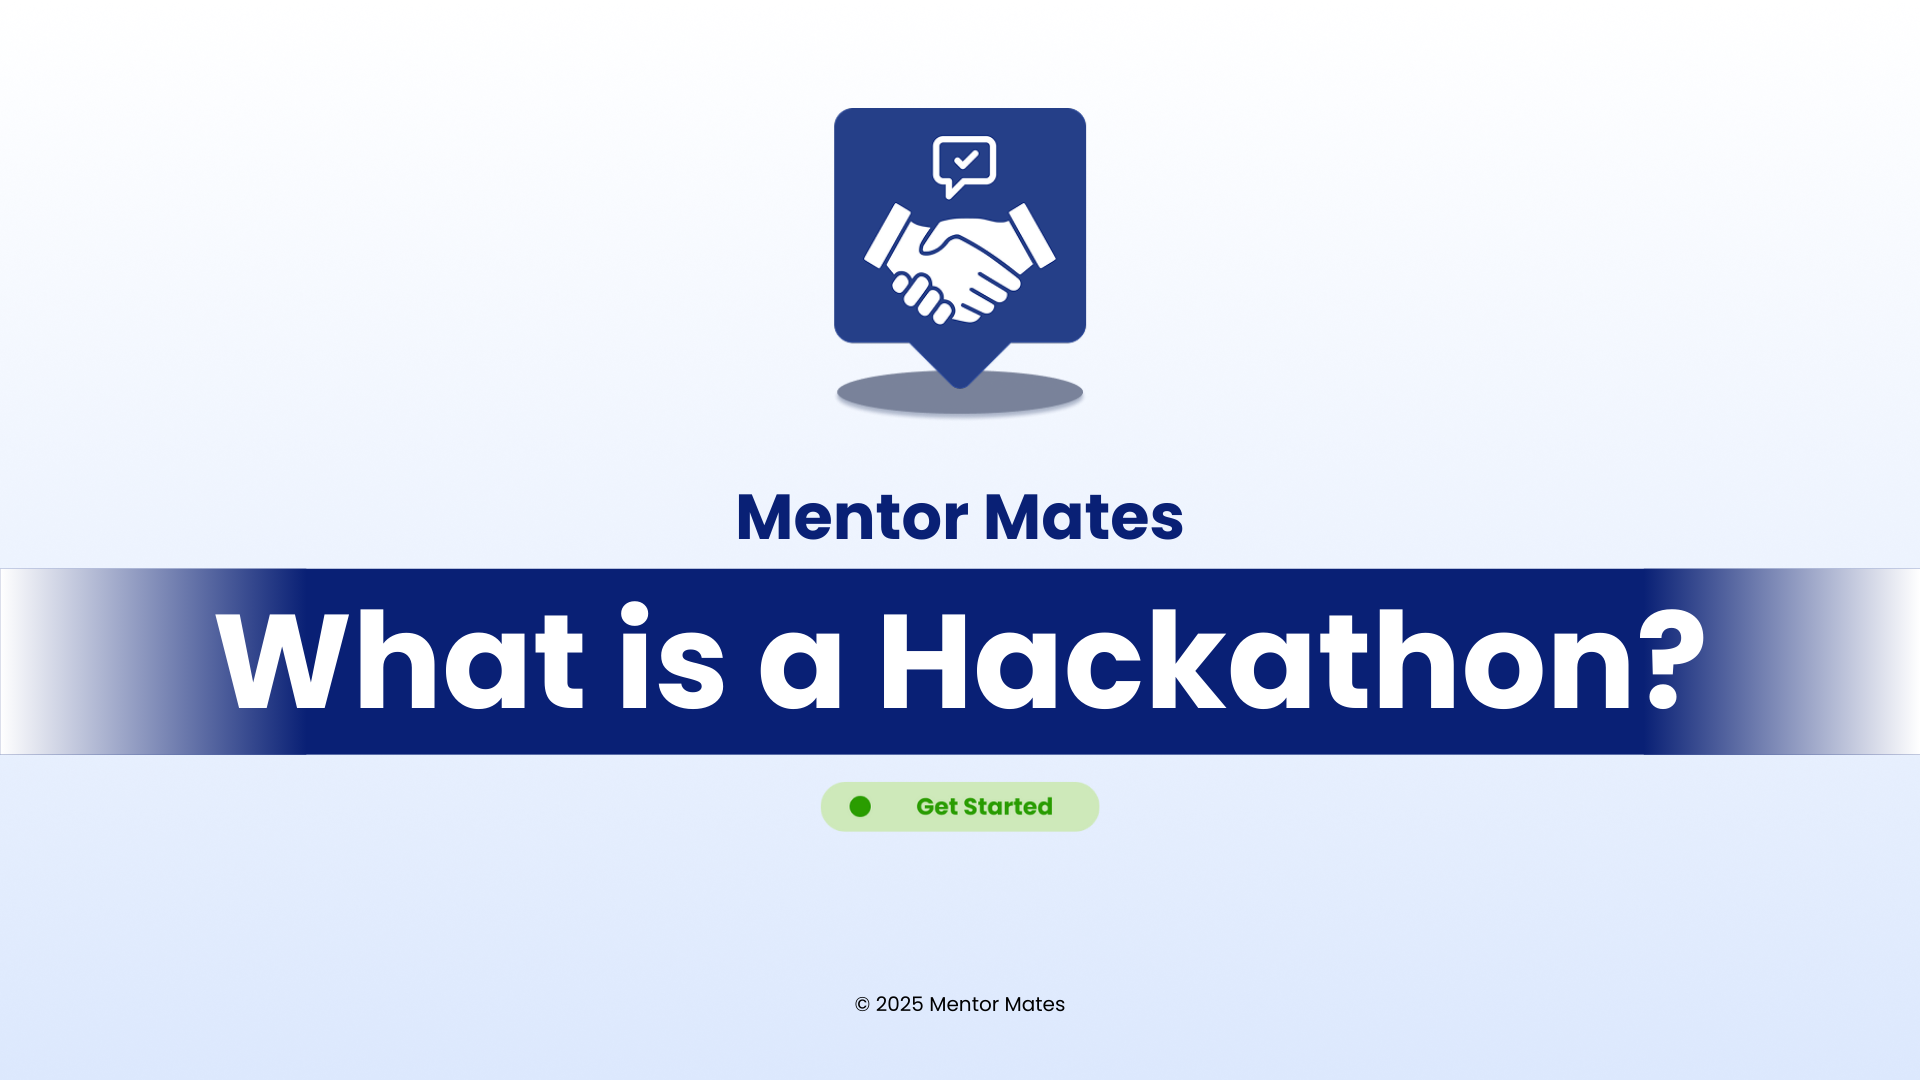 Mentor Mates
What is a Hackathon?
Get Started
© 2025 Mentor Mates